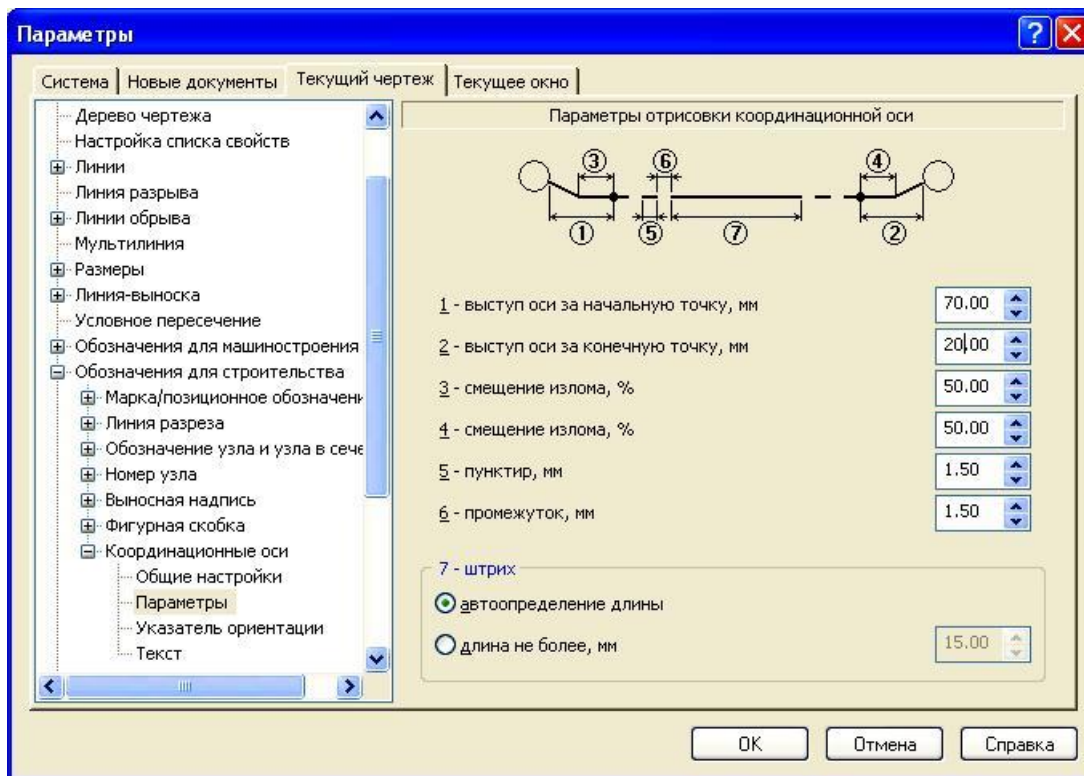 Параметры
Система
Новые документы
Текущий чертеж
Текущее окно
Дерево чертежа
Настройка списка свойств
Линии
Линия разрыва
Линии обрыва
Мультилиния
Размеры
Линия-выноска
Условное пересечение
Обозначения для машиностроения
Обозначения для строительства
Марка/позиционное обозначени
Линия разреза
Обозначение узла и узла в сече
Номер узла
Выносная надпись
Фигурная скобка
Координационные оси
Общие настройки
Параметры
Указатель ориентации
Текст
Параметры отрисовки координационной оси
3 6 4
1 5 7 2
1 - выступ оси за начальную точку, мм 70.00
2 - выступ оси за конечную точку, мм 20.00
3 - смещение излома, % 50.00
4 - смещение излома, % 50.00
5 - пунктир, мм 1.50
6 - промежуток, мм 1.50
7 - штрих
автоопределение длины
длина не более, мм 15.00
OK
Отмена
Справка